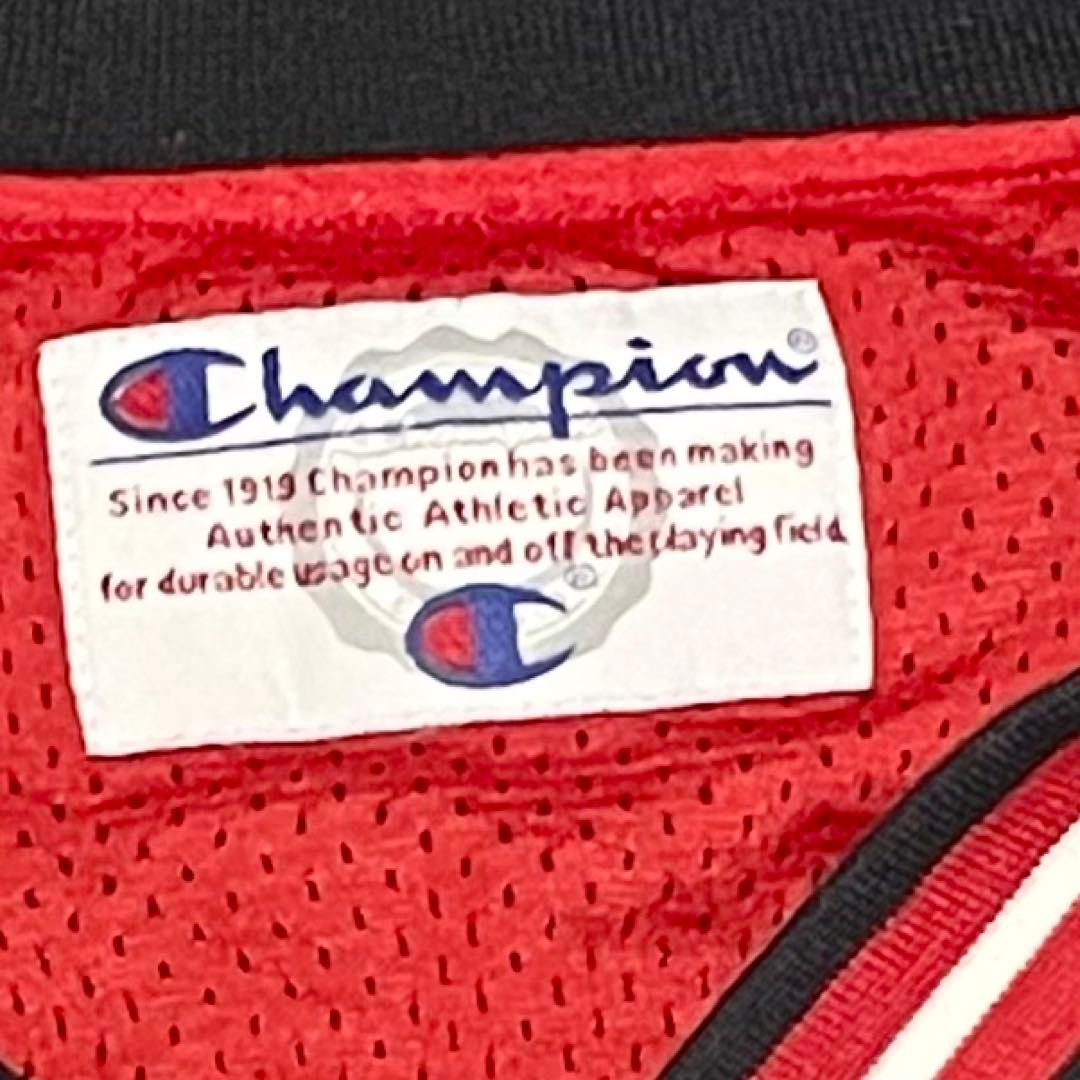 Champion®
Since 1919 Champion has been making
Authentic Athletic Apparel
for durable usage on and off the playing field.
®